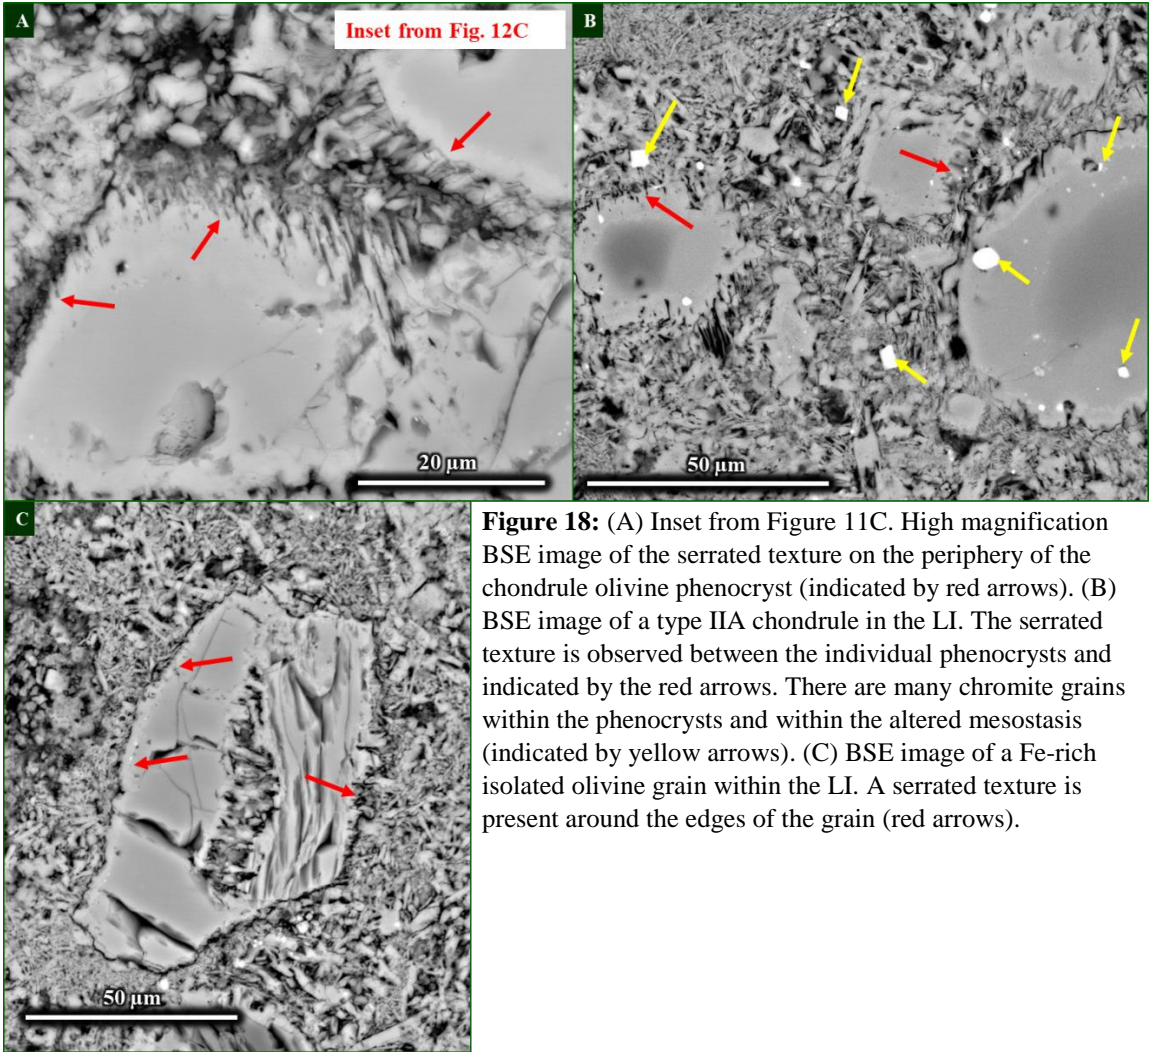 A
Inset from Fig. 12C
20 µm
B
50 µm
C
50 µm
Figure 18: (A) Inset from Figure 11C. High magnification
BSE image of the serrated texture on the periphery of the
chondrule olivine phenocryst (indicated by red arrows). (B)
BSE image of a type IIA chondrule in the LI. The serrated
texture is observed between the individual phenocrysts and
indicated by the red arrows. There are many chromite grains
within the phenocrysts and within the altered mesostasis
(indicated by yellow arrows). (C) BSE image of a Fe-rich
isolated olivine grain within the LI. A serrated texture is
present around the edges of the grain (red arrows).